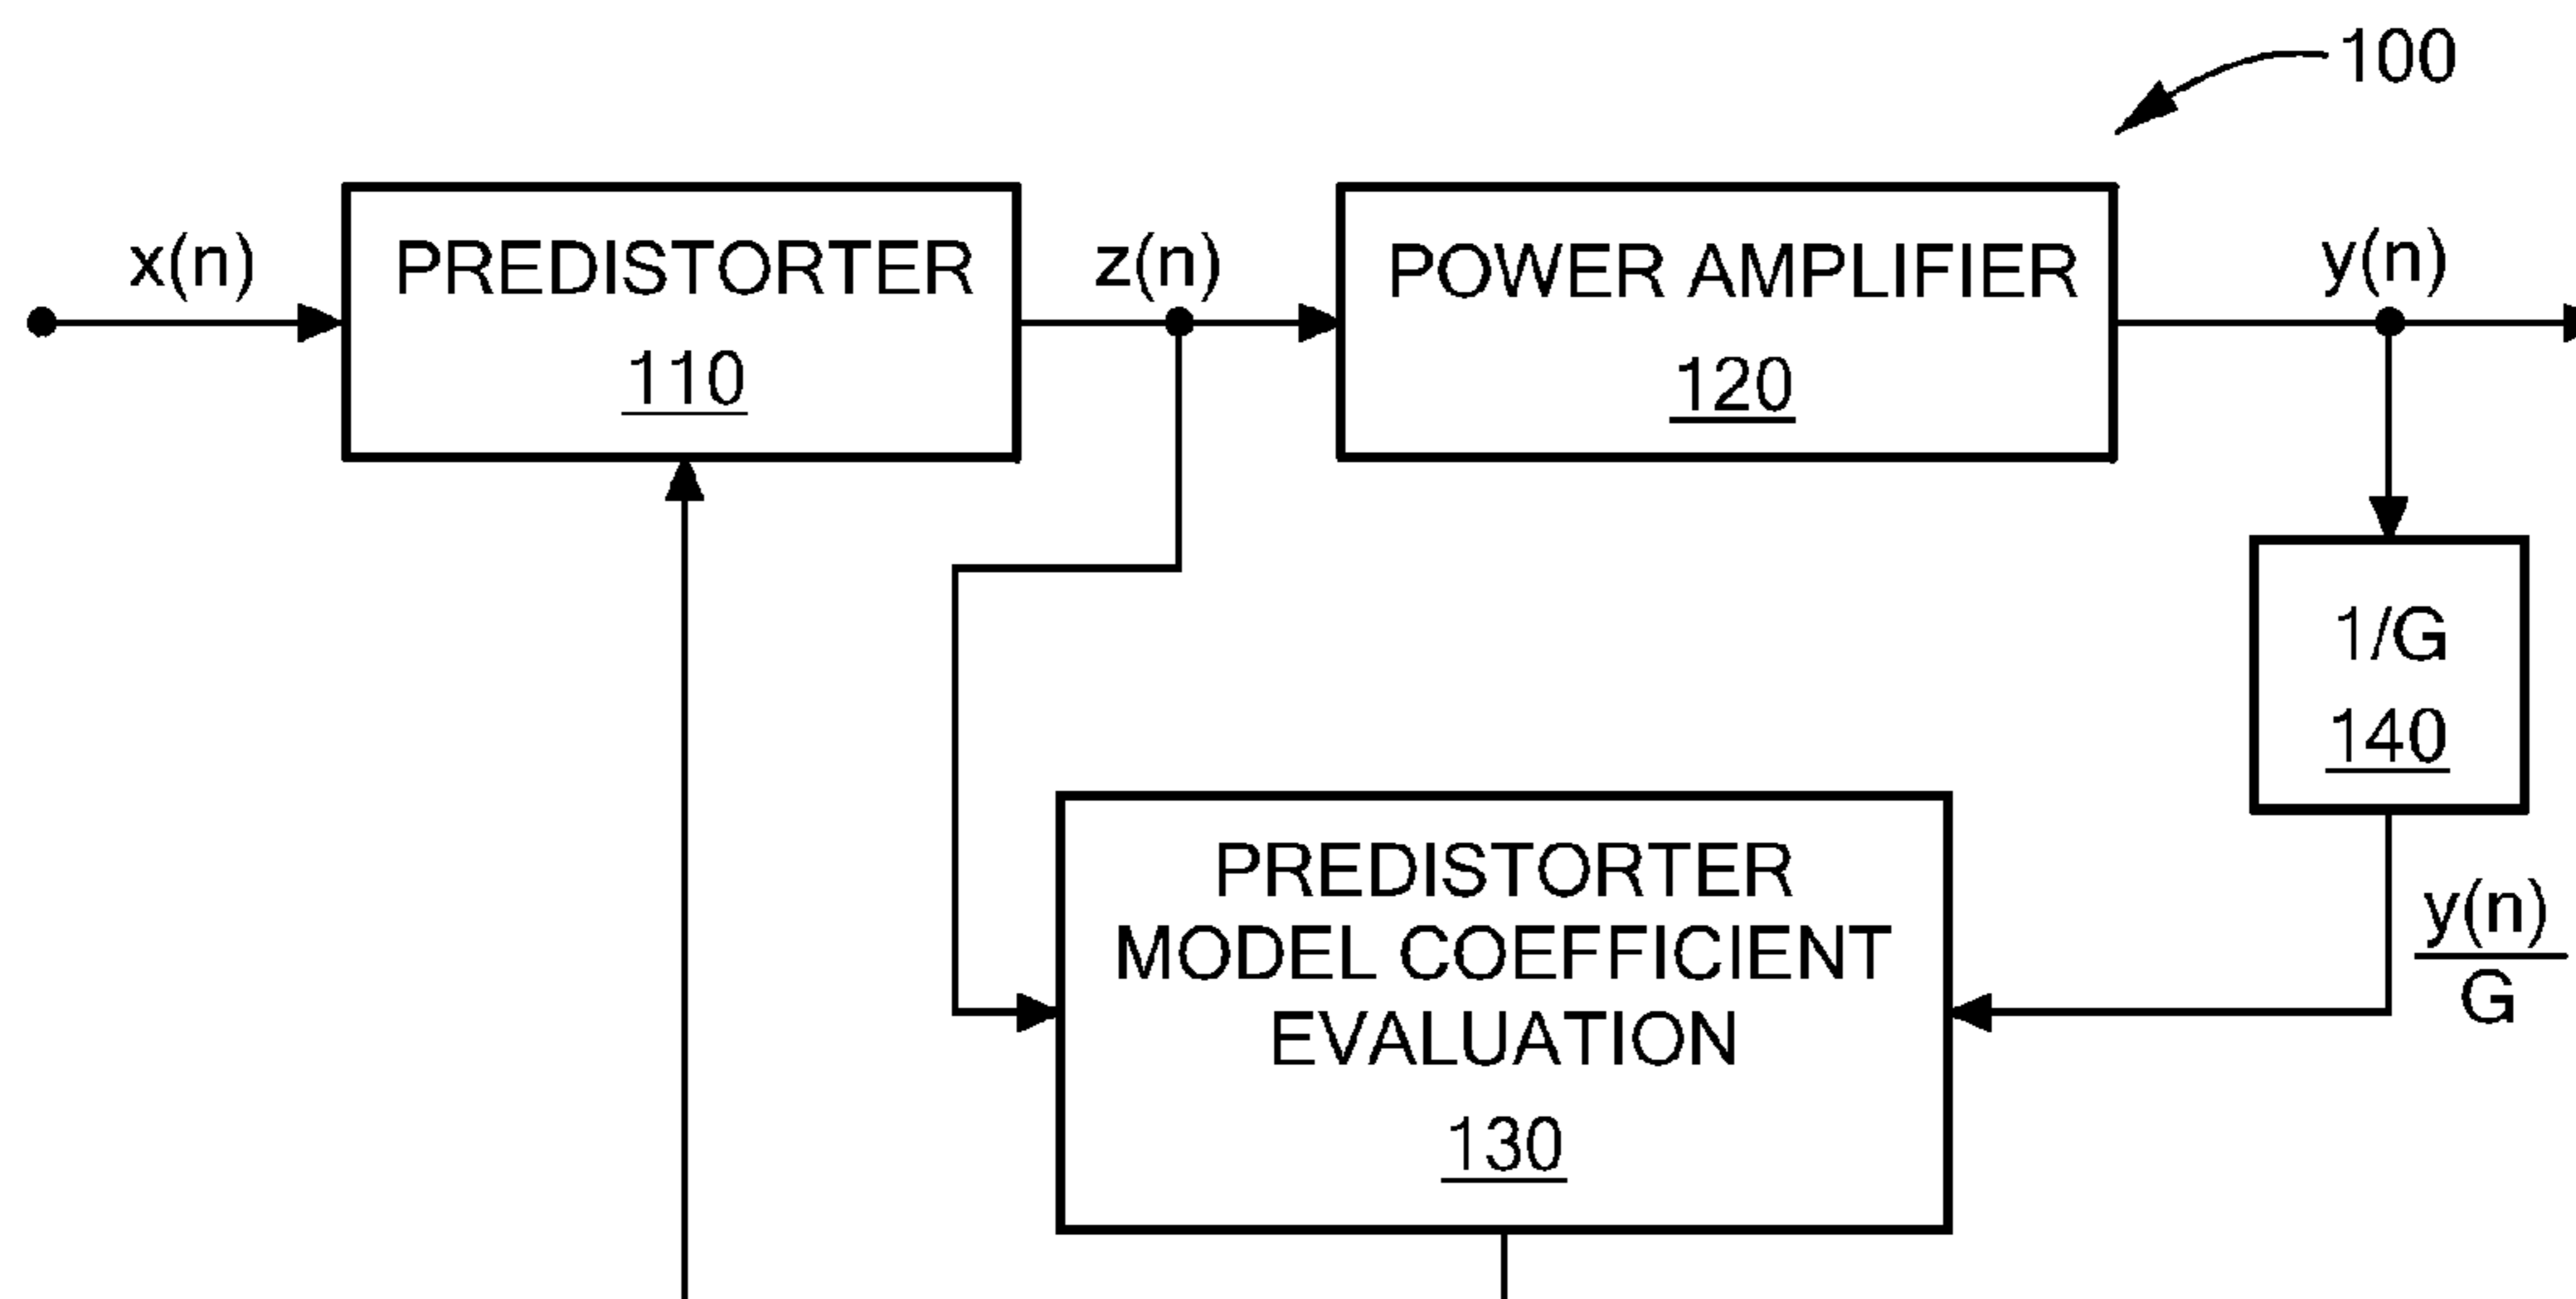 100
x(n)
PREDISTORTER
110
z(n)
POWER AMPLIFIER
120
y(n)
1/G
140
PREDISTORTER
MODEL COEFFICIENT
EVALUATION
130
y(n)
G